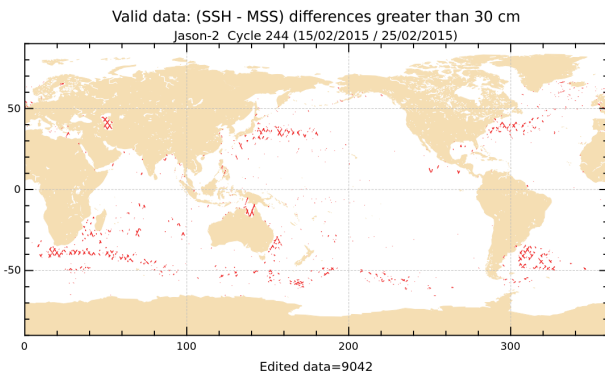 Valid data: (SSH - MSS) differences greater than 30 cm
Jason-2 Cycle 244 (15/02/2015 / 25/02/2015)
50
0
-50
0 100 200 300
Edited data=9042